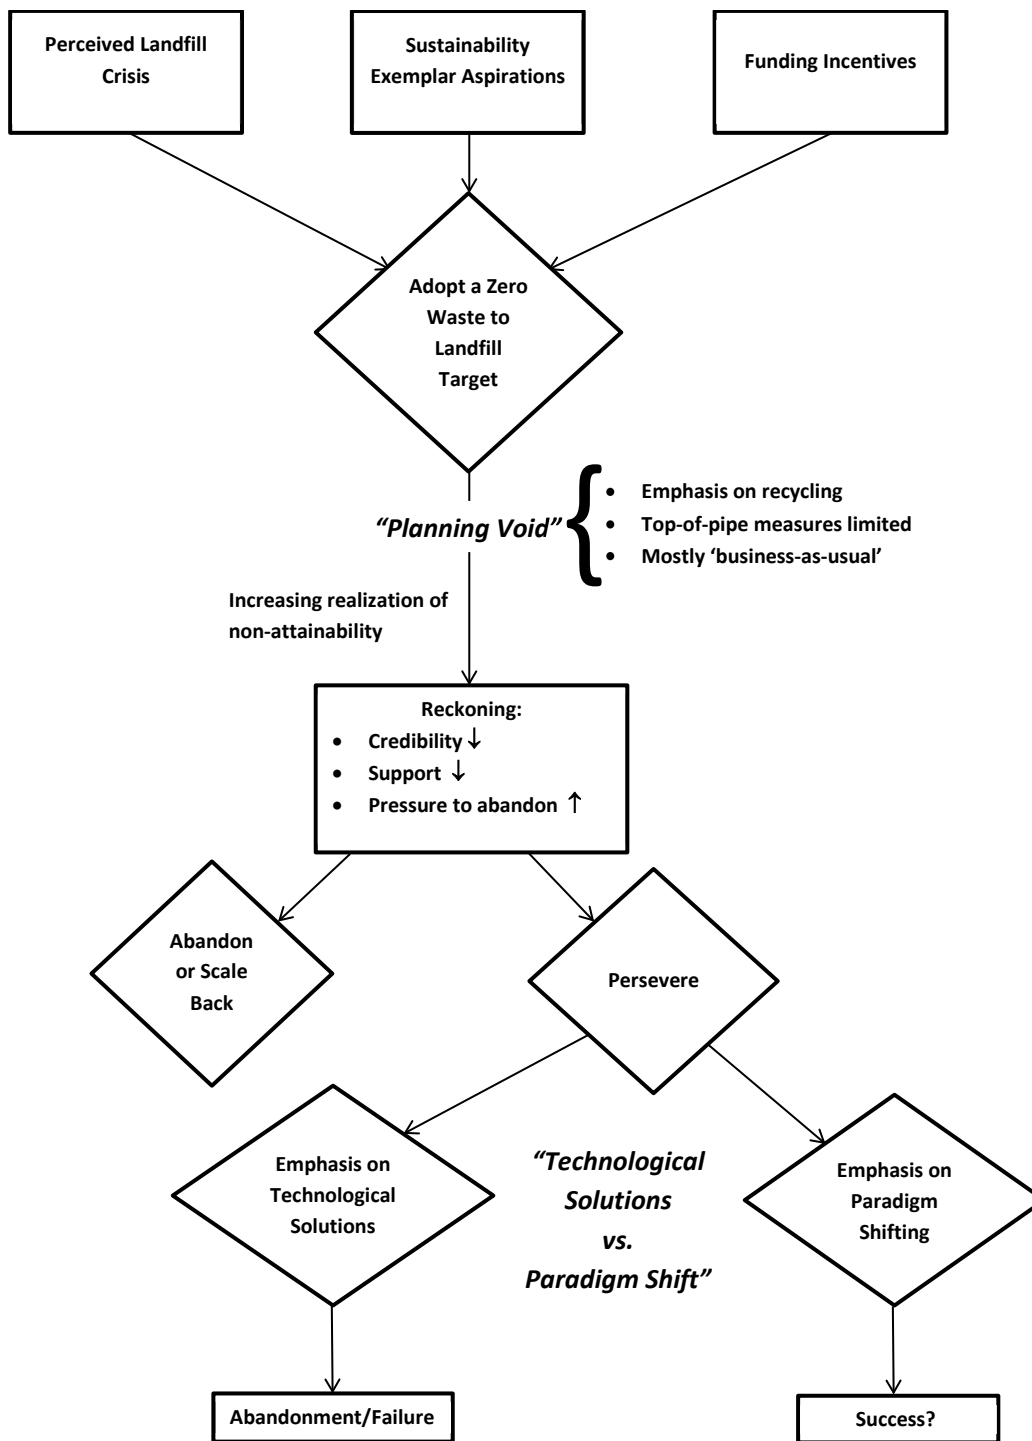 Perceived Landfill
Crisis
Sustainability
Exemplar Aspirations
Funding Incentives
Adopt a Zero
Waste to
Landfill
Target
“Planning Void”
{
• Emphasis on recycling
• Top-of-pipe measures limited
• Mostly ‘business-as-usual’
Increasing realization of
non-attainability
Reckoning:
• Credibility ↓
• Support ↓
• Pressure to abandon ↑
Abandon
or Scale
Back
Persevere
Emphasis on
Technological
Solutions
“Technological
Solutions
vs.
Paradigm Shift”
Emphasis on
Paradigm
Shifting
Abandonment/Failure
Success?